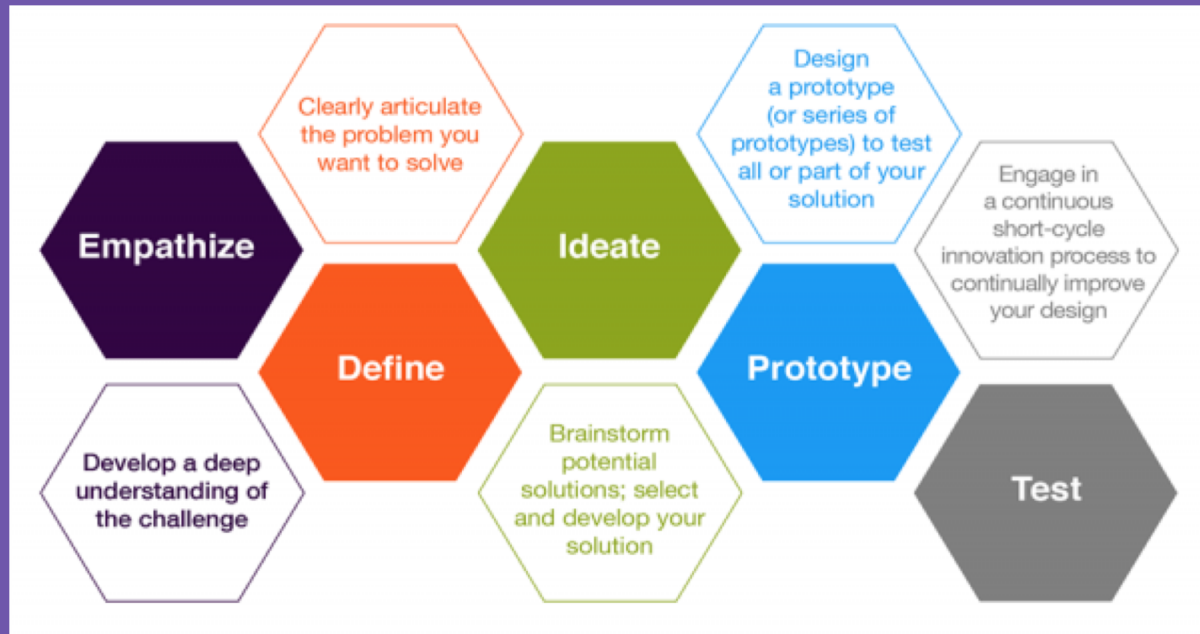 Empathize
Develop a deep
understanding of
the challenge
Clearly articulate
the problem you
want to solve
Define
Ideate
Brainstorm
potential
solutions; select
and develop your
solution
Design
a prototype
(or series of
prototypes) to test
all or part of your
solution
Prototype
Engage in
a continuous
short-cycle
innovation process to
continually improve
your design
Test